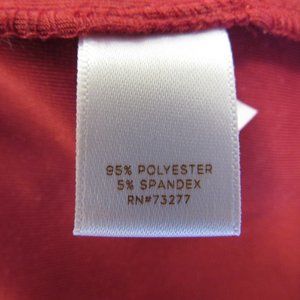 95% POLYESTER
5% SPANDEX
RN#73277